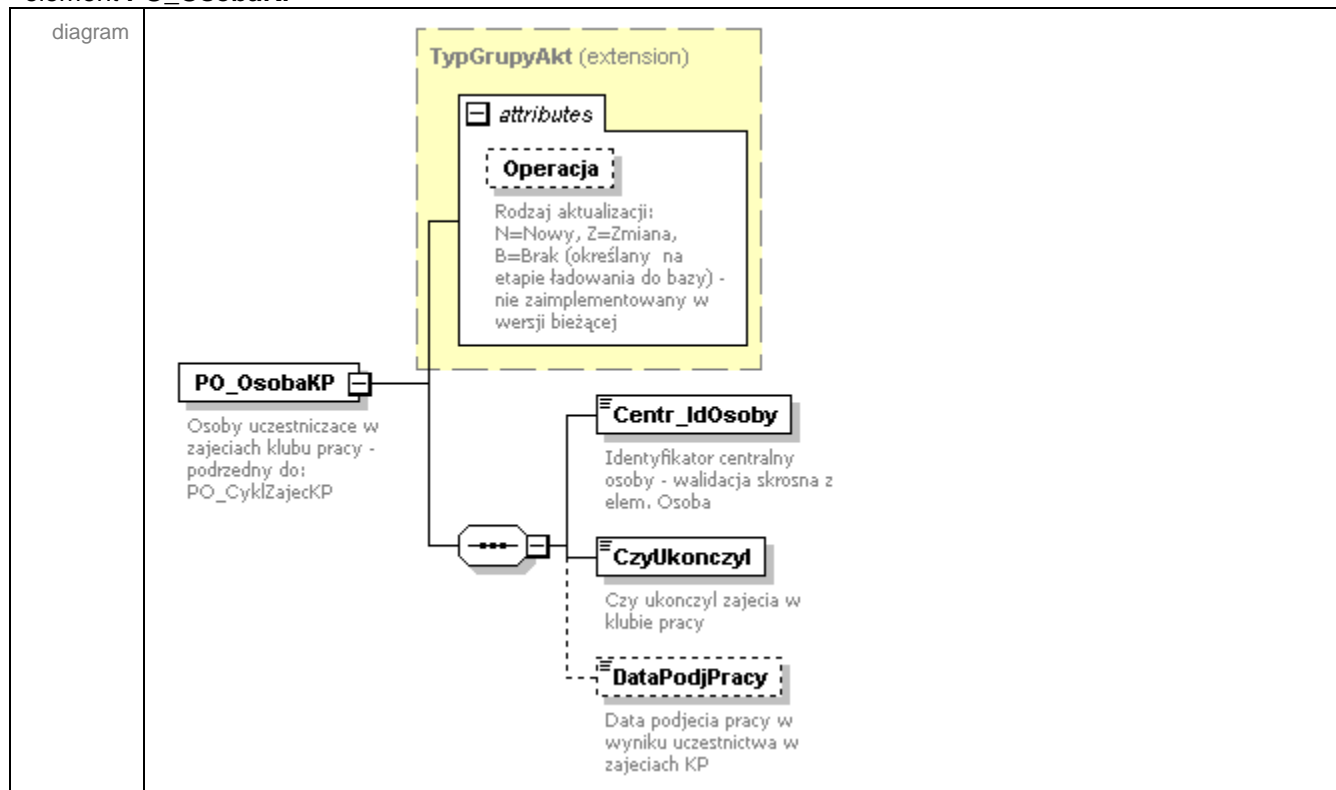 element PO_OsobaKP
diagram
TypGrupyAkt (extension)
attributes
Operacja
Rodzaj aktualizacji:
N=Nowy, Z=Zmiana,
B=Brak (określany na
etapie ładowania do bazy) -
nie zaimplementowany w
wersji bieżącej
PO_OsobaKP
Osoby uczestniczace w
zajeciach klubu pracy -
podrzedny do:
PO_CyklZajecKP
Centr_IdOsoby
Identyfikator centralny
osoby - walidacja skrosna z
elem. Osoba
CzyUkonczyl
Czy ukonczyl zajecia w
klubie pracy
DataPodjPracy
Data podjecia pracy w
wyniku uczestnictwa w
zajeciach KP